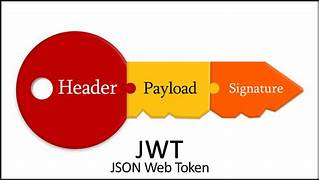 Header Payload Signature
JWT
JSON Web Token